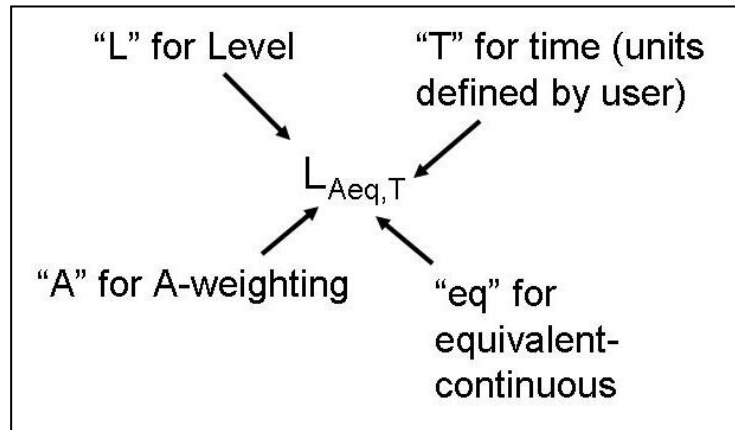 “L” for Level
“T” for time (units
defined by user)
LAeq,T
“A” for A-weighting
“eq” for
equivalent-
continuous